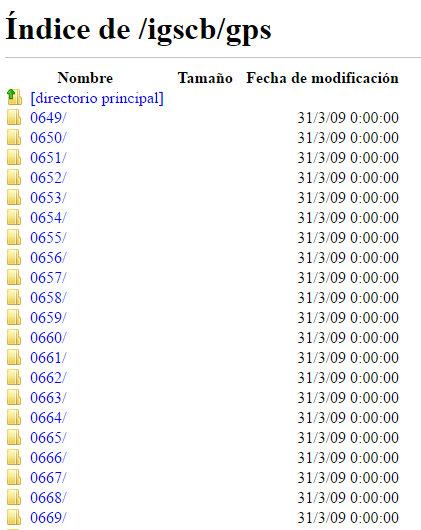 Índice de /igscb/gps
Nombre Tamaño Fecha de modificación
[directorio principal]
0649/ 31/3/09 0:00:00
0650/ 31/3/09 0:00:00
0651/ 31/3/09 0:00:00
0652/ 31/3/09 0:00:00
0653/ 31/3/09 0:00:00
0654/ 31/3/09 0:00:00
0655/ 31/3/09 0:00:00
0656/ 31/3/09 0:00:00
0657/ 31/3/09 0:00:00
0658/ 31/3/09 0:00:00
0659/ 31/3/09 0:00:00
0660/ 31/3/09 0:00:00
0661/ 31/3/09 0:00:00
0662/ 31/3/09 0:00:00
0663/ 31/3/09 0:00:00
0664/ 31/3/09 0:00:00
0665/ 31/3/09 0:00:00
0666/ 31/3/09 0:00:00
0667/ 31/3/09 0:00:00
0668/ 31/3/09 0:00:00
0669/ 31/3/09 0:00:00